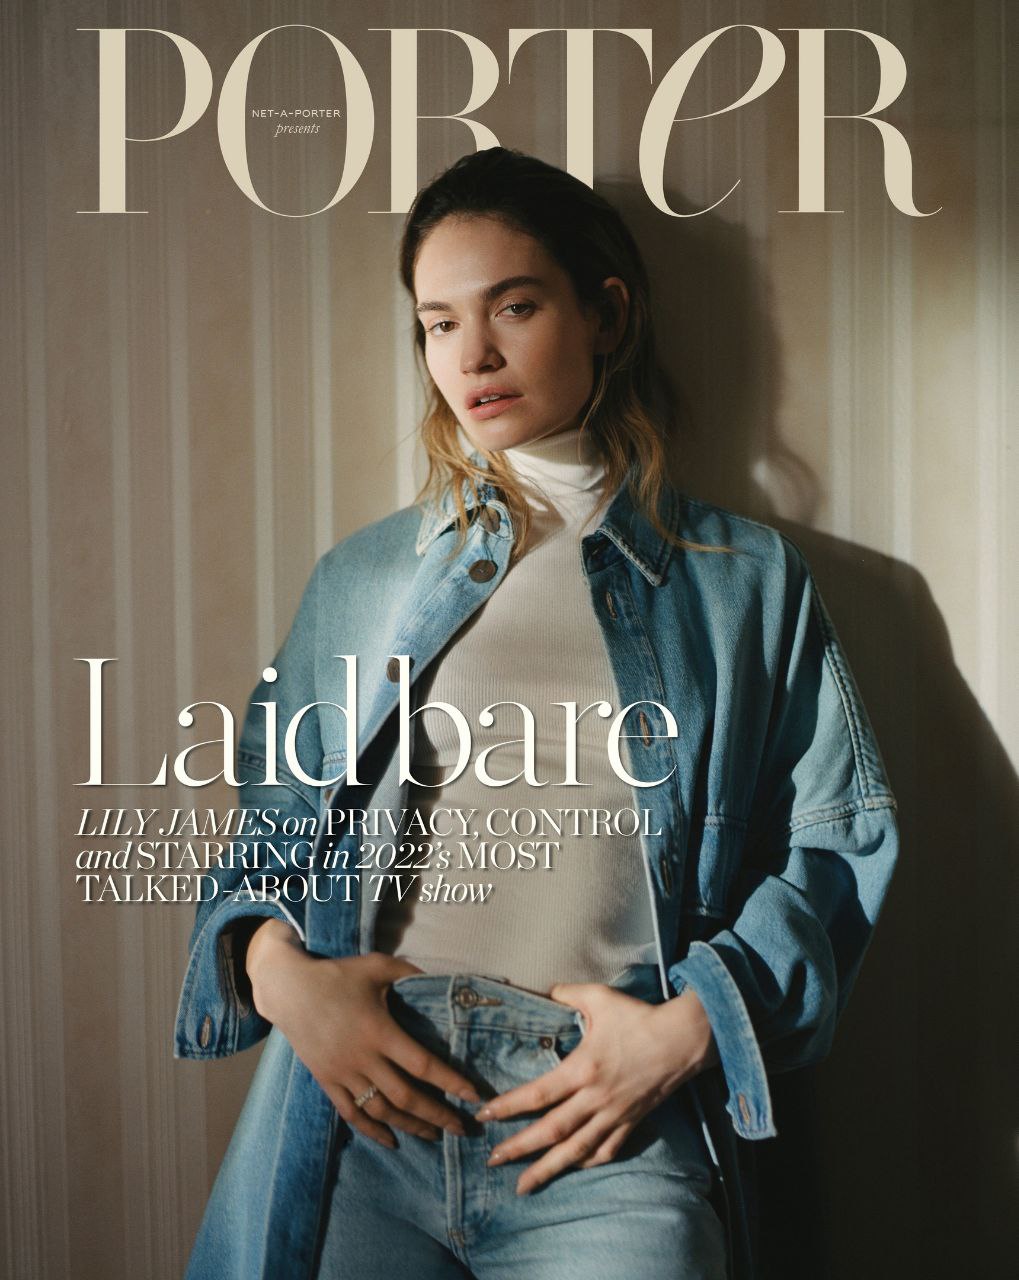 PORTER
NET-A-PORTER
presents
Laid bare
LILY JAMES on PRIVACY, CONTROL
and STARRING in 2022's MOST
TALKED-ABOUT TV show